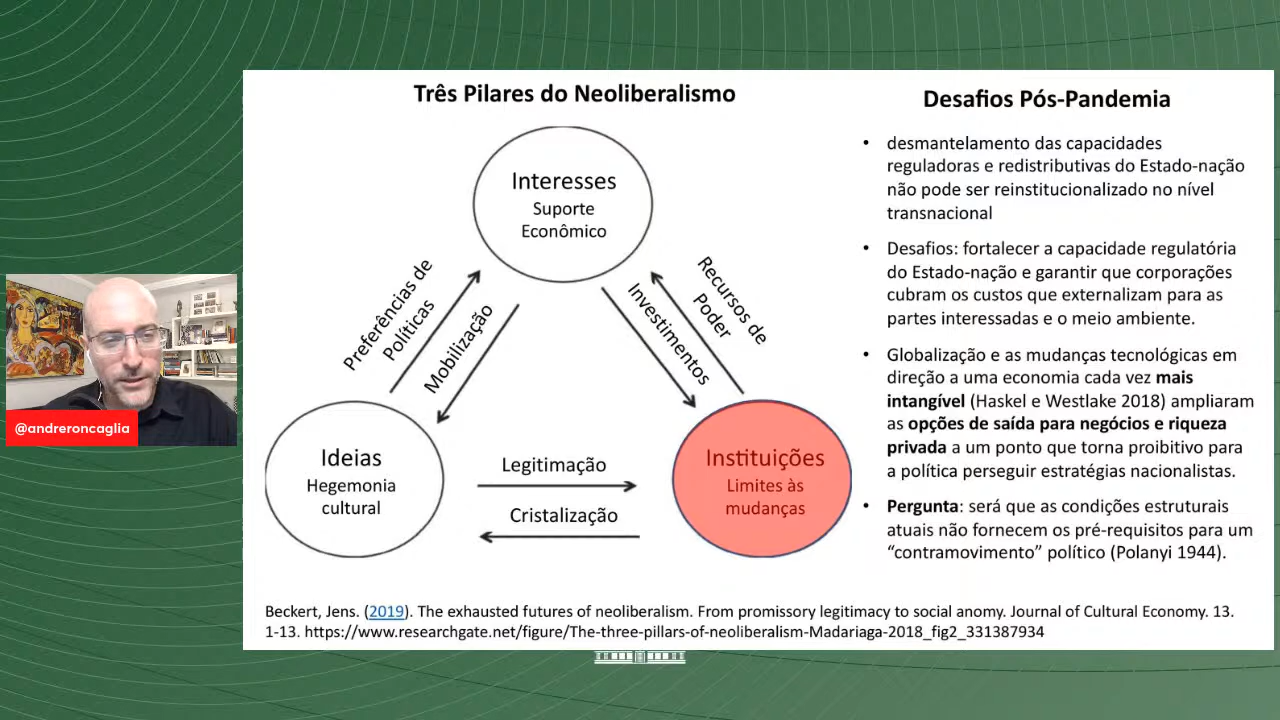 Três Pilares do Neoliberalismo
Interesses
Suporte
Econômico
Preferências de
Políticas
Mobilização
Investimentos
Recursos de
Poder
Ideias
Hegemonia
cultural
Legitimação
Cristalização
Instituições
Limites às
mudanças
Desafios Pós-Pandemia
• desmantelamento das capacidades
reguladoras e redistributivas do Estado-nação
não pode ser reinstitucionalizado no nível
transnacional
• Desafios: fortalecer a capacidade regulatória
do Estado-nação e garantir que corporações
cubram os custos que externalizam para as
partes interessadas e o meio ambiente.
• Globalização e as mudanças tecnológicas em
direção a uma economia cada vez mais
intangível (Haskel e Westlake 2018) ampliaram
as opções de saída para negócios e riqueza
privada a um ponto que torna proibitivo para
a política perseguir estratégias nacionalistas.
• Pergunta: será que as condições estruturais
atuais não fornecem os pré-requisitos para um
“contramovimento” político (Polanyi 1944).
Beckert, Jens. (2019). The exhausted futures of neoliberalism. From promissory legitimacy to social anomy. Journal of Cultural Economy. 13.
1-13. https://www.researchgate.net/figure/The-three-pillars-of-neoliberalism-Madariaga-2018_fig2_331387934
@andreroncaglia